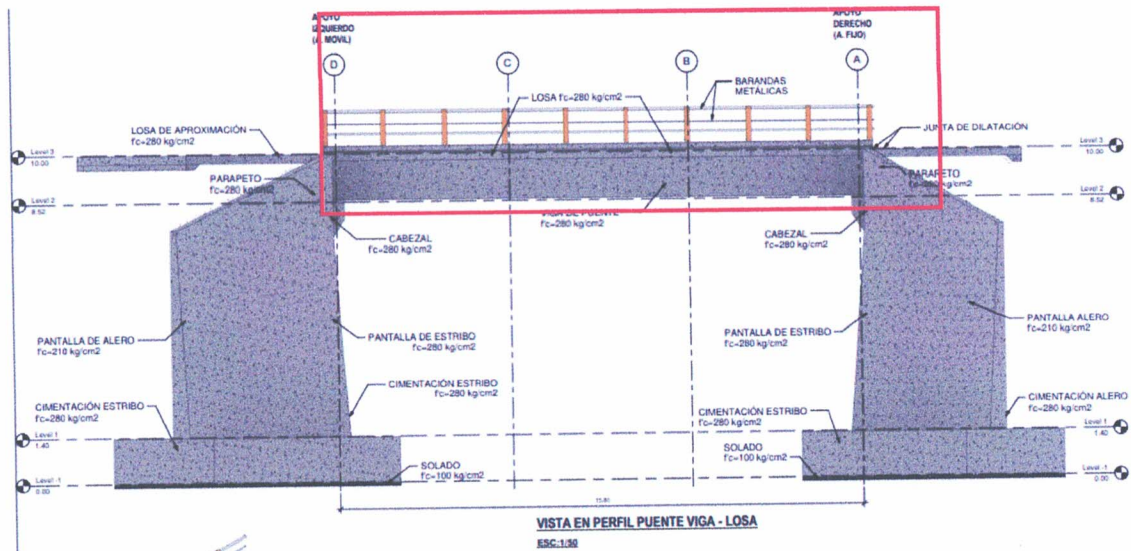 APOYO
IZQUIERDO
(A. MOVIL)
APOYO
DERECHO
(A. FIJO)
D
C
B
A
BARANDAS
METÁLICAS
LOSA f'c=280 kg/cm2
LOSA DE APROXIMACIÓN
f'c=280 kg/cm2
JUNTA DE DILATACIÓN
Level 3
10.00
Level 3
10.00
PARAPETO
f'c=280 kg/cm2
PARAPETO
f'c=280 kg/cm2
Level 2
8.52
Level 2
8.52
VIGA DE PUENTE
f'c=280 kg/cm2
CABEZAL
f'c=280 kg/cm2
CABEZAL
f'c=280 kg/cm2
PANTALLA DE ALERO
f'c=210 kg/cm2
PANTALLA DE ESTRIBO
f'c=280 kg/cm2
PANTALLA DE ESTRIBO
f'c=280 kg/cm2
PANTALLA ALERO
f'c=210 kg/cm2
CIMENTACIÓN ESTRIBO
f'c=280 kg/cm2
CIMENTACIÓN ESTRIBO
f'c=280 kg/cm2
CIMENTACIÓN ESTRIBO
f'c=280 kg/cm2
CIMENTACIÓN ALERO
f'c=280 kg/cm2
Level 1
1.40
Level 1
1.40
SOLADO
f'c=100 kg/cm2
SOLADO
f'c=100 kg/cm2
Level -1
0.00
Level -1
0.00
VISTA EN PERFIL PUENTE VIGA - LOSA
ESC:1/50